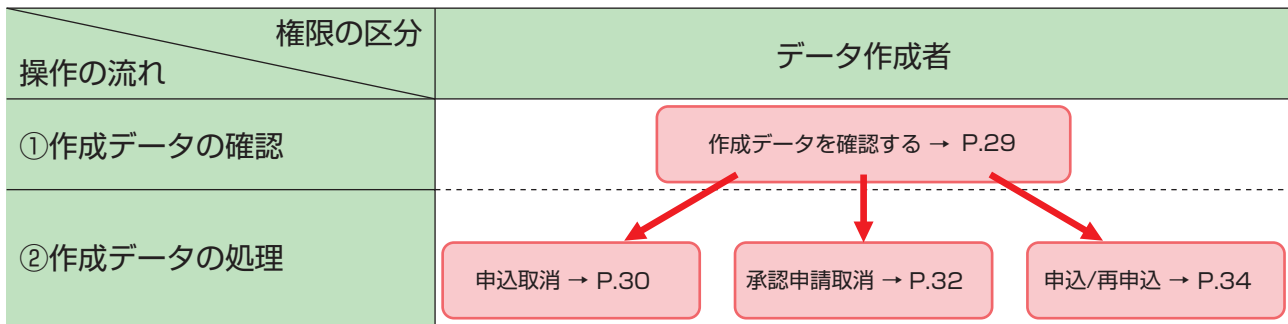 権限の区分
操作の流れ
データ作成者
①作成データの確認
作成データを確認する → P.29
②作成データの処理
申込取消 → P.30
承認申請取消 → P.32
申込/再申込 → P.34